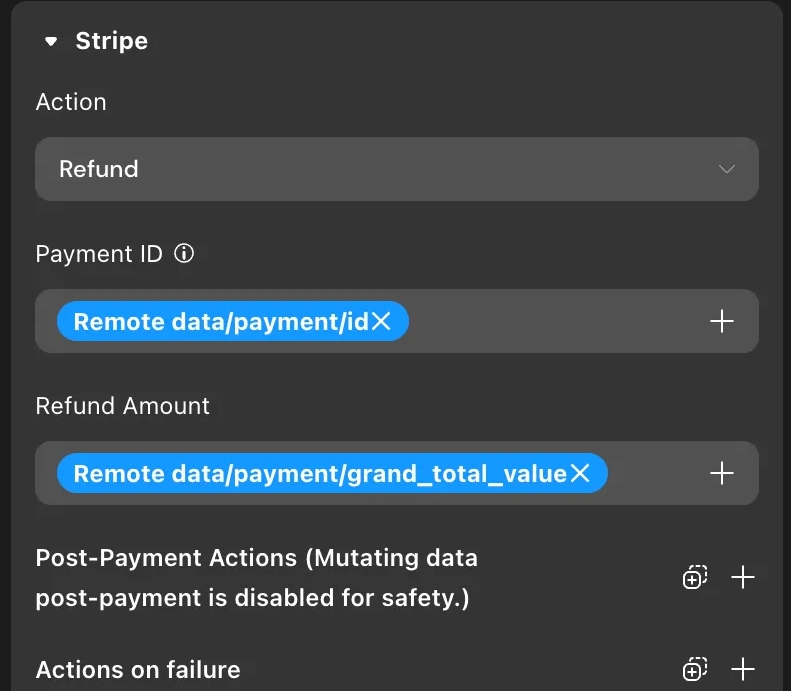 Stripe
Action
Refund
Payment ID
Remote data/payment/id
Refund Amount
Remote data/payment/grand_total_value
Post-Payment Actions (Mutating data
post-payment is disabled for safety.)
Actions on failure